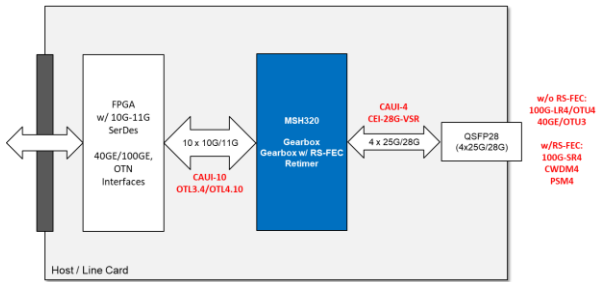 FPGA
w/ 10G-11G
SerDes
40GE/100GE,
OTN
Interfaces
10 x 10G/11G
CAUI-10
OTL3.4/OTL4.10
MSH320
Gearbox
Gearbox w/ RS-FEC
Retimer
CAUI-4
CEI-28G-VSR
4 x 25G/28G
QSFP28
(4x25G/28G)
w/o RS-FEC:
100G-LR4/OTU4
40GE/OTU3
w/RS-FEC:
100G-SR4
CWDM4
PSM4
Host / Line Card